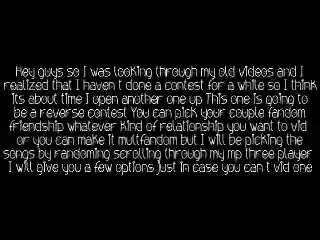 Hey guys so I was looking through my old videos and I
realized that I haven t done a contest for a while so I think
its about time I open another one up This one is going to
be a reverse contest You can pick your couple fandom
friendship whatever kind of relationship you want to vid
or you can make it multfandom but I will be picking the
songs by randoming scrolling through my mp three player
I will give you a few options just in case you can t vid one